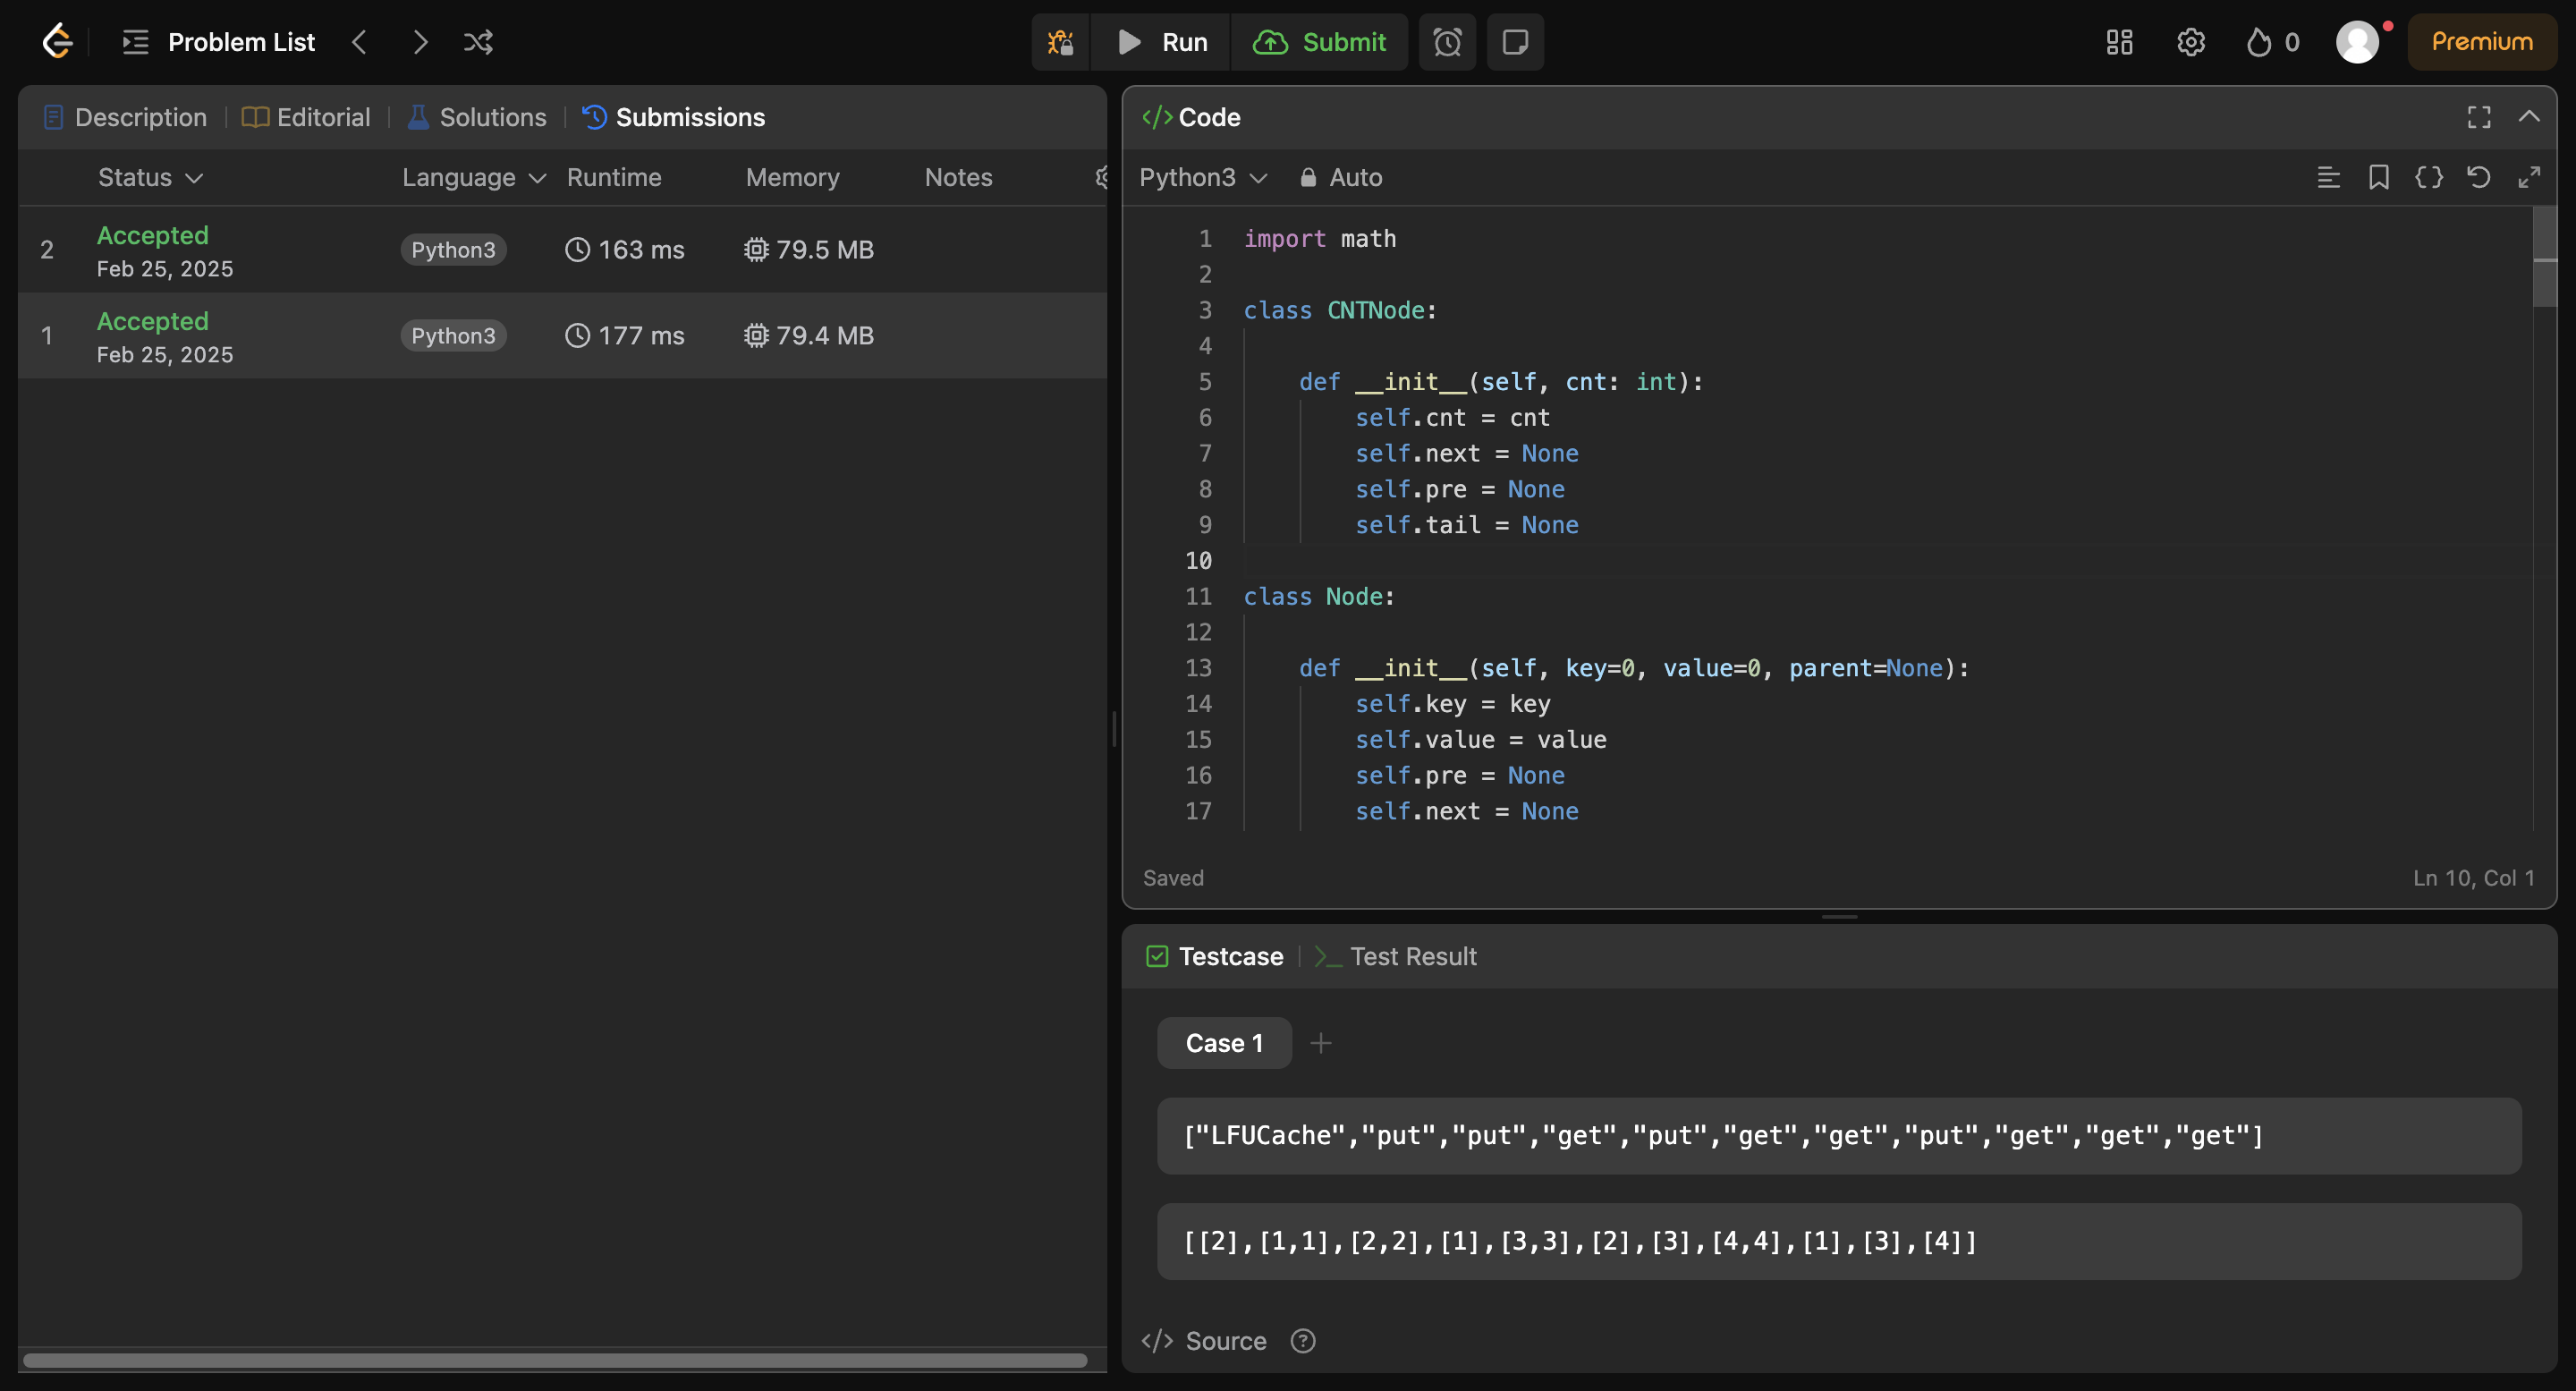 Problem List
Run
Submit
0
Premium
Description
Editorial
Solutions
Submissions
Status
Language
Runtime
Memory
Notes
2
Accepted
Feb 25, 2025
Python3
163 ms
79.5 MB
1
Accepted
Feb 25, 2025
Python3
177 ms
79.4 MB
</> Code
Python3
Auto
1 import math
2
3 class CNTNode:
4
5     def __init__(self, cnt: int):
6         self.cnt = cnt
7         self.next = None
8         self.pre = None
9         self.tail = None
10
11 class Node:
12
13     def __init__(self, key=0, value=0, parent=None):
14         self.key = key
15         self.value = value
16         self.pre = None
17         self.next = None
Saved
Ln 10, Col 1
Testcase
>_ Test Result
Case 1
["LFUCache","put","put","get","put","get","get","put","get","get","get"]
[[2],[1,1],[2,2],[1],[3,3],[2],[3],[4,4],[1],[3],[4]]
</> Source